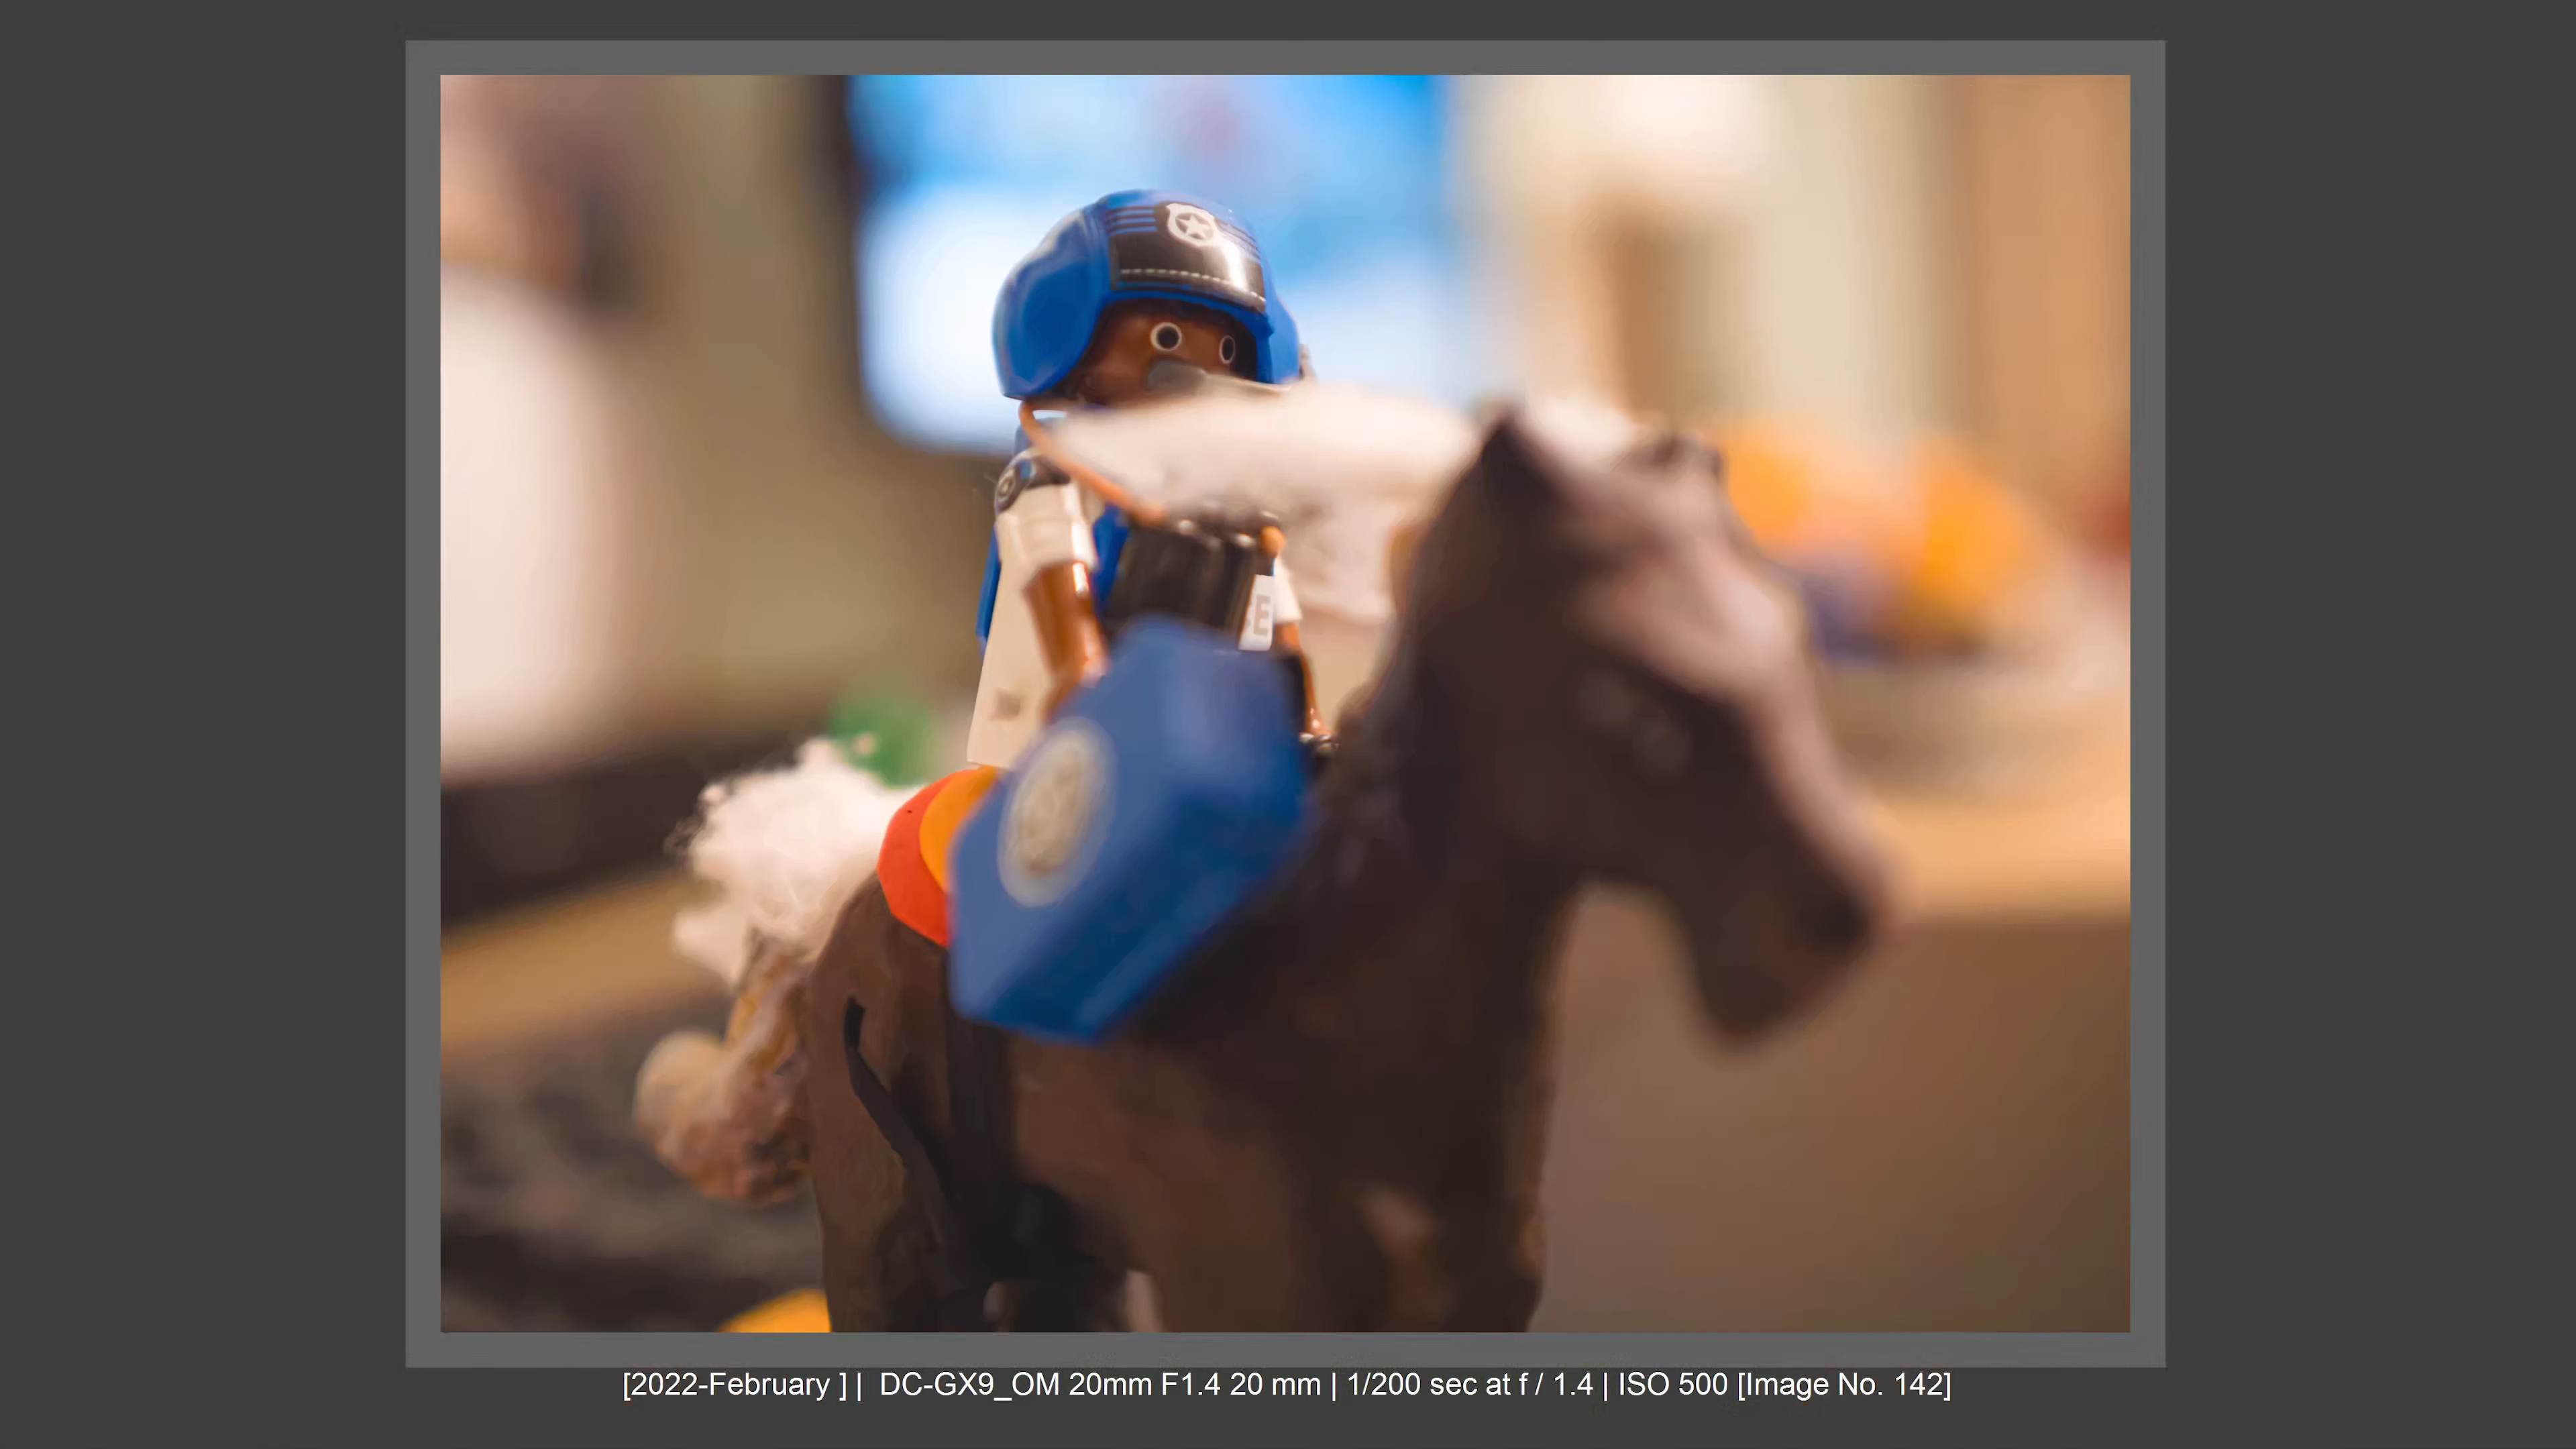 E
[2022-February ] |  DC-GX9_OM 20mm F1.4 20 mm | 1/200 sec at f / 1.4 | ISO 500 [Image No. 142]